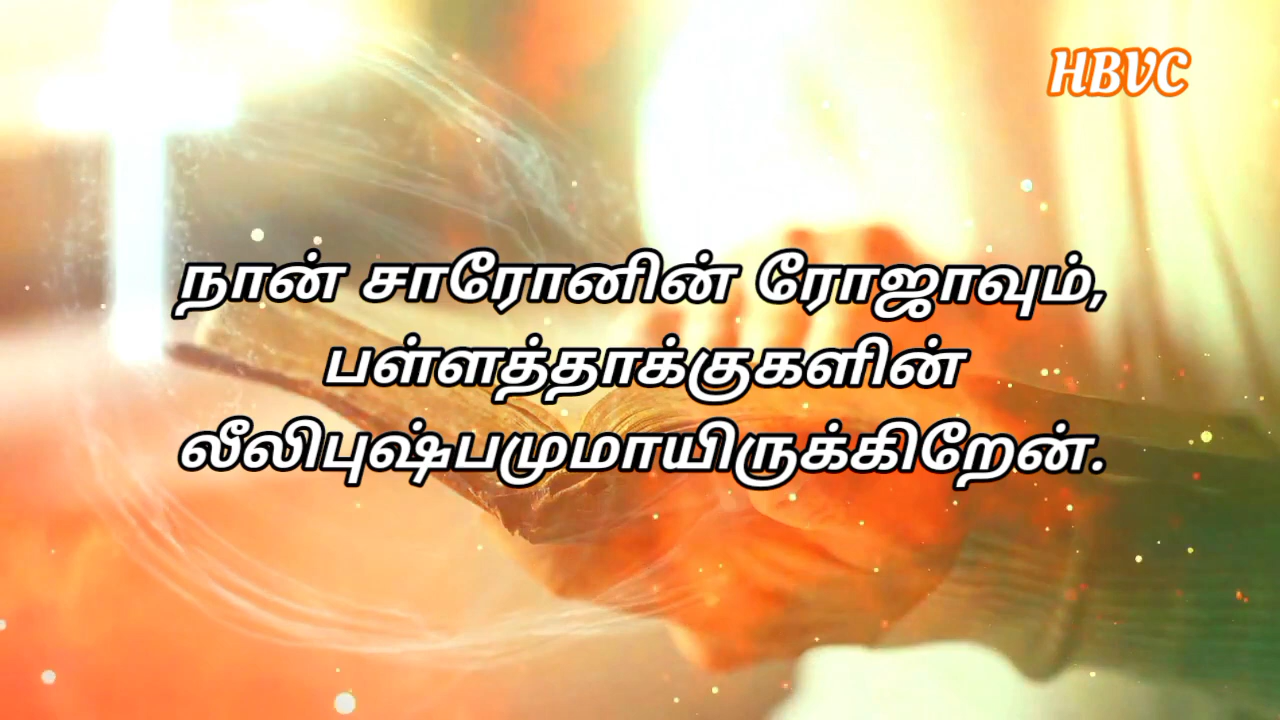 HBVC
நான் சாரோனின் ரோஜாவும்,
பள்ளத்தாக்குகளின்
லீலிபுஷ்பமுமாயிருக்கிறேன்.